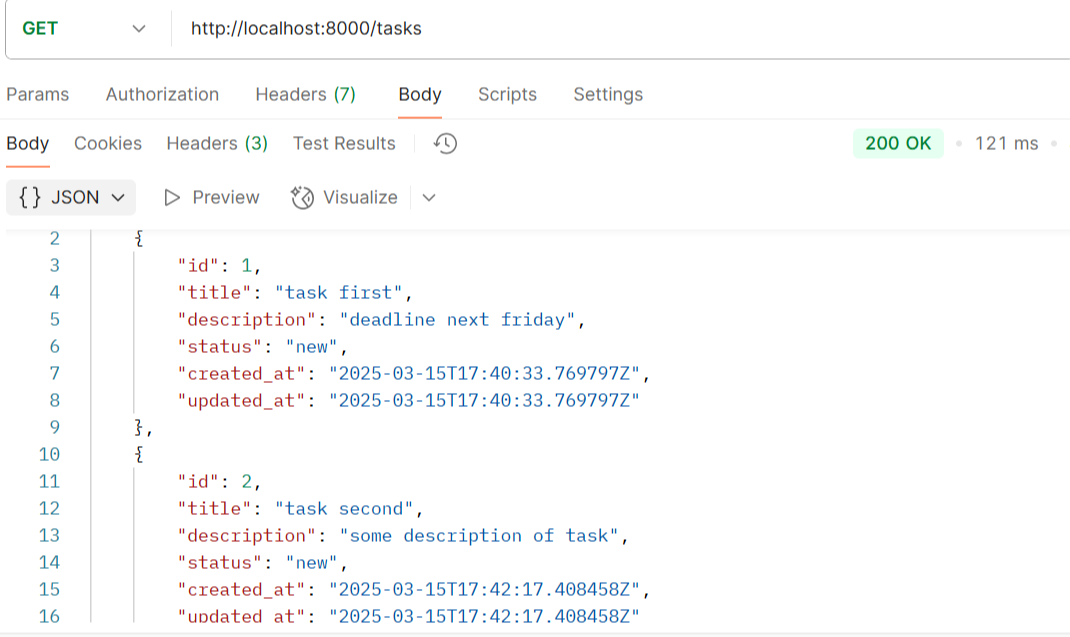 GET http://localhost:8000/tasks
Params Authorization Headers (7) Body Scripts Settings
Body Cookies Headers (3) Test Results 200 OK • 121 ms •
{} JSON Preview Visualize
2 {
3 "id": 1,
4 "title": "task first",
5 "description": "deadline next friday",
6 "status": "new",
7 "created_at": "2025-03-15T17:40:33.769797Z",
8 "updated_at": "2025-03-15T17:40:33.769797Z"
9 },
10 {
11 "id": 2,
12 "title": "task second",
13 "description": "some description of task",
14 "status": "new",
15 "created_at": "2025-03-15T17:42:17.408458Z",
16 "updated_at": "2025-03-15T17:42:17.408458Z"